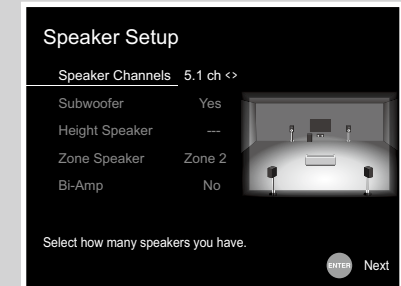 Speaker Setup
Speaker Channels 5.1 ch <>
Subwoofer Yes
Height Speaker ---
Zone Speaker Zone 2
Bi-Amp No
Select how many speakers you have.
ENTER Next